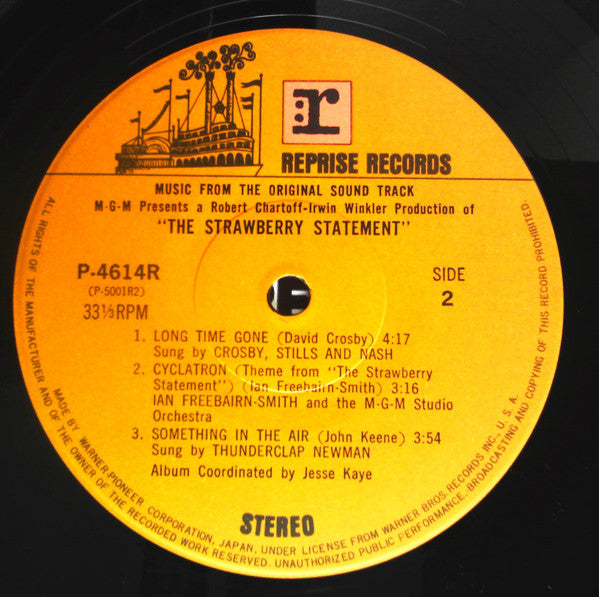 r
REPRISE RECORDS
MUSIC FROM THE ORIGINAL SOUND TRACK
M-G-M Presents a Robert Chartoff-Irwin Winkler Production of
"THE STRAWBERRY STATEMENT"
P-4614R
(P-5001R2)
33⅓RPM
SIDE
2
1. LONG TIME GONE (David Crosby) 4:17
Sung by CROSBY, STILLS AND NASH
2. CYCLATRON (Theme from "The Strawberry
Statement") (Ian Freebairn-Smith) 3:16
IAN FREEBAIRN-SMITH and the M-G-M Studio
Orchestra
3. SOMETHING IN THE AIR (John Keene) 3:54
Sung by THUNDERCLAP NEWMAN
Album Coordinated by Jesse Kaye
STEREO
MADE BY WARNER-PIONEER CORPORATION, JAPAN, UNDER LICENSE FROM WARNER BROS. RECORDS INC., U.S.A.
ALL RIGHTS OF THE MANUFACTURER AND OF THE OWNER OF THE RECORDED WORK RESERVED. UNAUTHORIZED PUBLIC PERFORMANCE, BROADCASTING AND COPYING OF THIS RECORD PROHIBITED.